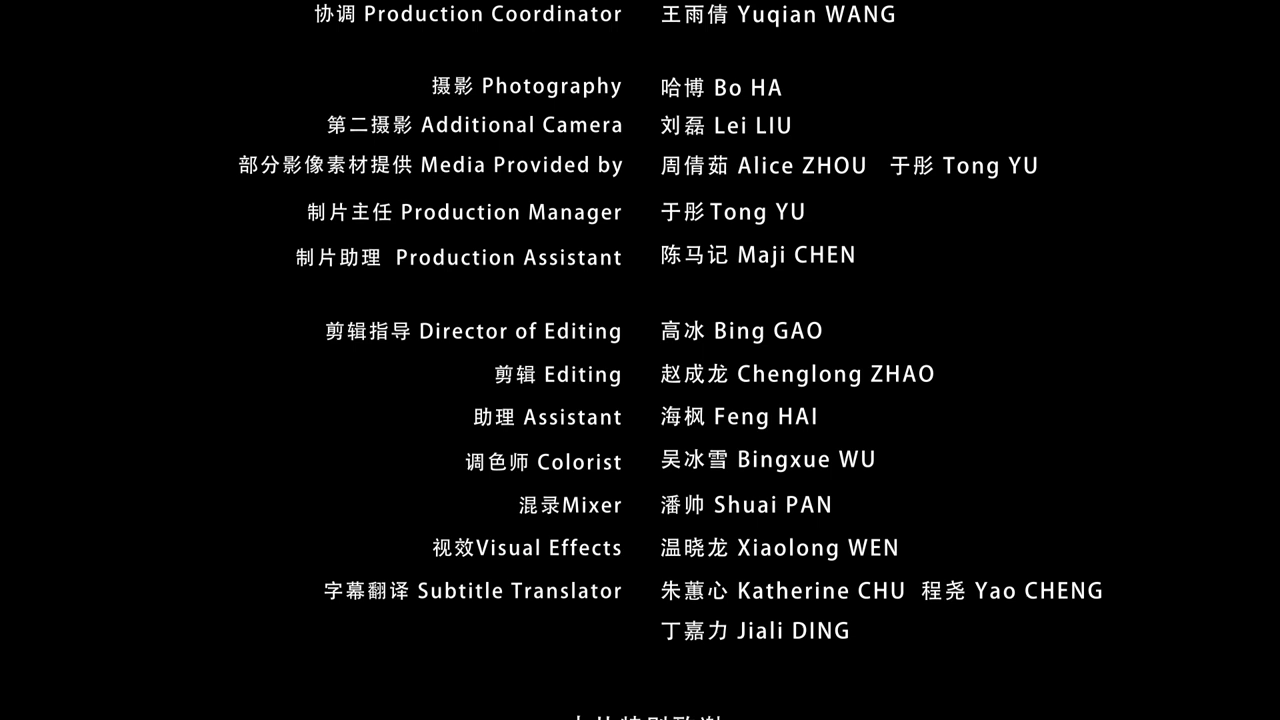 协调 Production Coordinator 王雨倩 Yuqian WANG
摄影 Photography 哈博 Bo HA
第二摄影 Additional Camera 刘磊 Lei LIU
部分影像素材提供 Media Provided by 周倩茹 Alice ZHOU 于彤 Tong YU
制片主任 Production Manager 于彤 Tong YU
制片助理 Production Assistant 陈马记 Maji CHEN
剪辑指导 Director of Editing 高冰 Bing GAO
剪辑 Editing 赵成龙 Chenglong ZHAO
助理 Assistant 海枫 Feng HAI
调色师 Colorist 吴冰雪 Bingxue WU
混录Mixer 潘帅 Shuai PAN
视效Visual Effects 温晓龙 Xiaolong WEN
字幕翻译 Subtitle Translator 朱蕙心 Katherine CHU 程尧 Yao CHENG
丁嘉力 Jiali DING